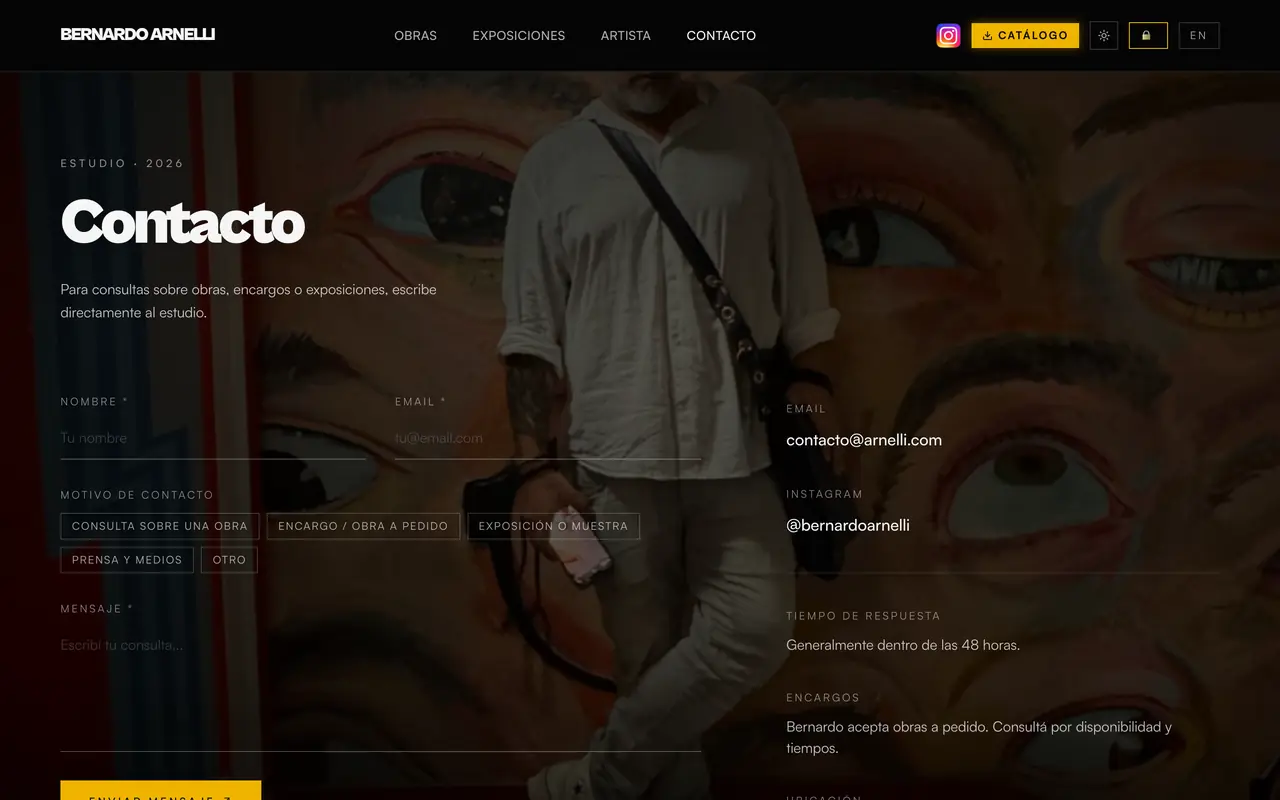 BERNARDO ARNELLI
OBRAS
EXPOSICIONES
ARTISTA
CONTACTO
CATÁLOGO
EN
ESTUDIO · 2026
Contacto
Para consultas sobre obras, encargos o exposiciones, escribe
directamente al estudio.
NOMBRE *
Tu nombre
EMAIL *
tu@email.com
MOTIVO DE CONTACTO
CONSULTA SOBRE UNA OBRA
ENCARGO / OBRA A PEDIDO
EXPOSICIÓN O MUESTRA
PRENSA Y MEDIOS
OTRO
MENSAJE *
Escribí tu consulta...
ENVIAR MENSAJE
EMAIL
contacto@arnelli.com
INSTAGRAM
@bernardoarnelli
TIEMPO DE RESPUESTA
Generalmente dentro de las 48 horas.
ENCARGOS
Bernardo acepta obras a pedido. Consultá por disponibilidad y
tiempos.
UBICACIÓN